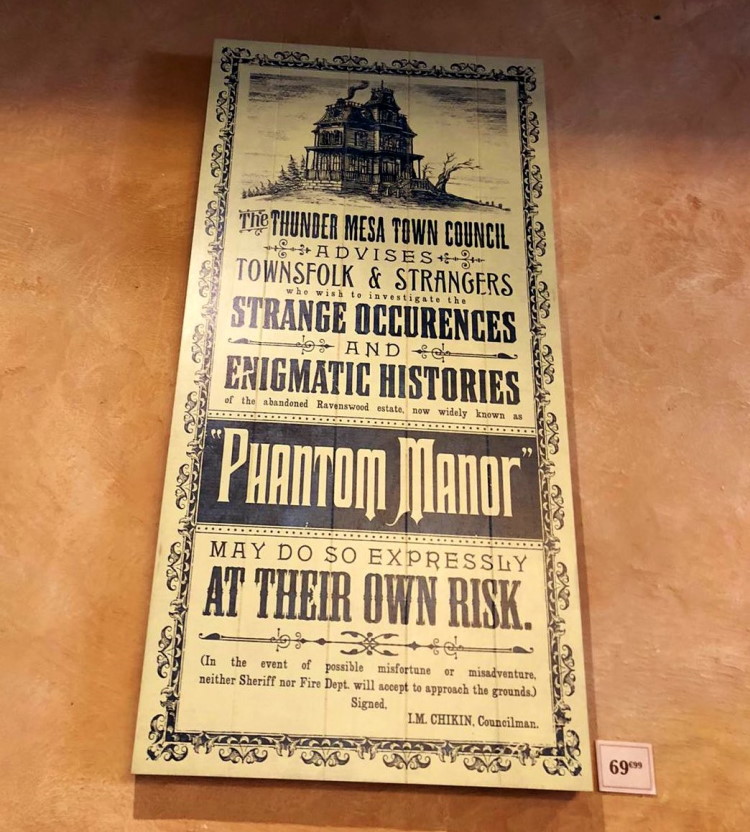 The THUNDER MESA TOWN COUNCIL
ADVISES
TOWNSFOLK & STRANGERS
who wish to investigate the
STRANGE OCCURENCES
AND
ENIGMATIC HISTORIES
of the abandoned Ravenswood estate, now widely known as
"PHANTOM MANOR"
MAY DO SO EXPRESSLY
AT THEIR OWN RISK.
(In the event of possible misfortune or misadventure,
neither Sheriff nor Fire Dept. will accept to approach the grounds.)
Signed,
I.M. CHIKIN, Councilman.
69€99